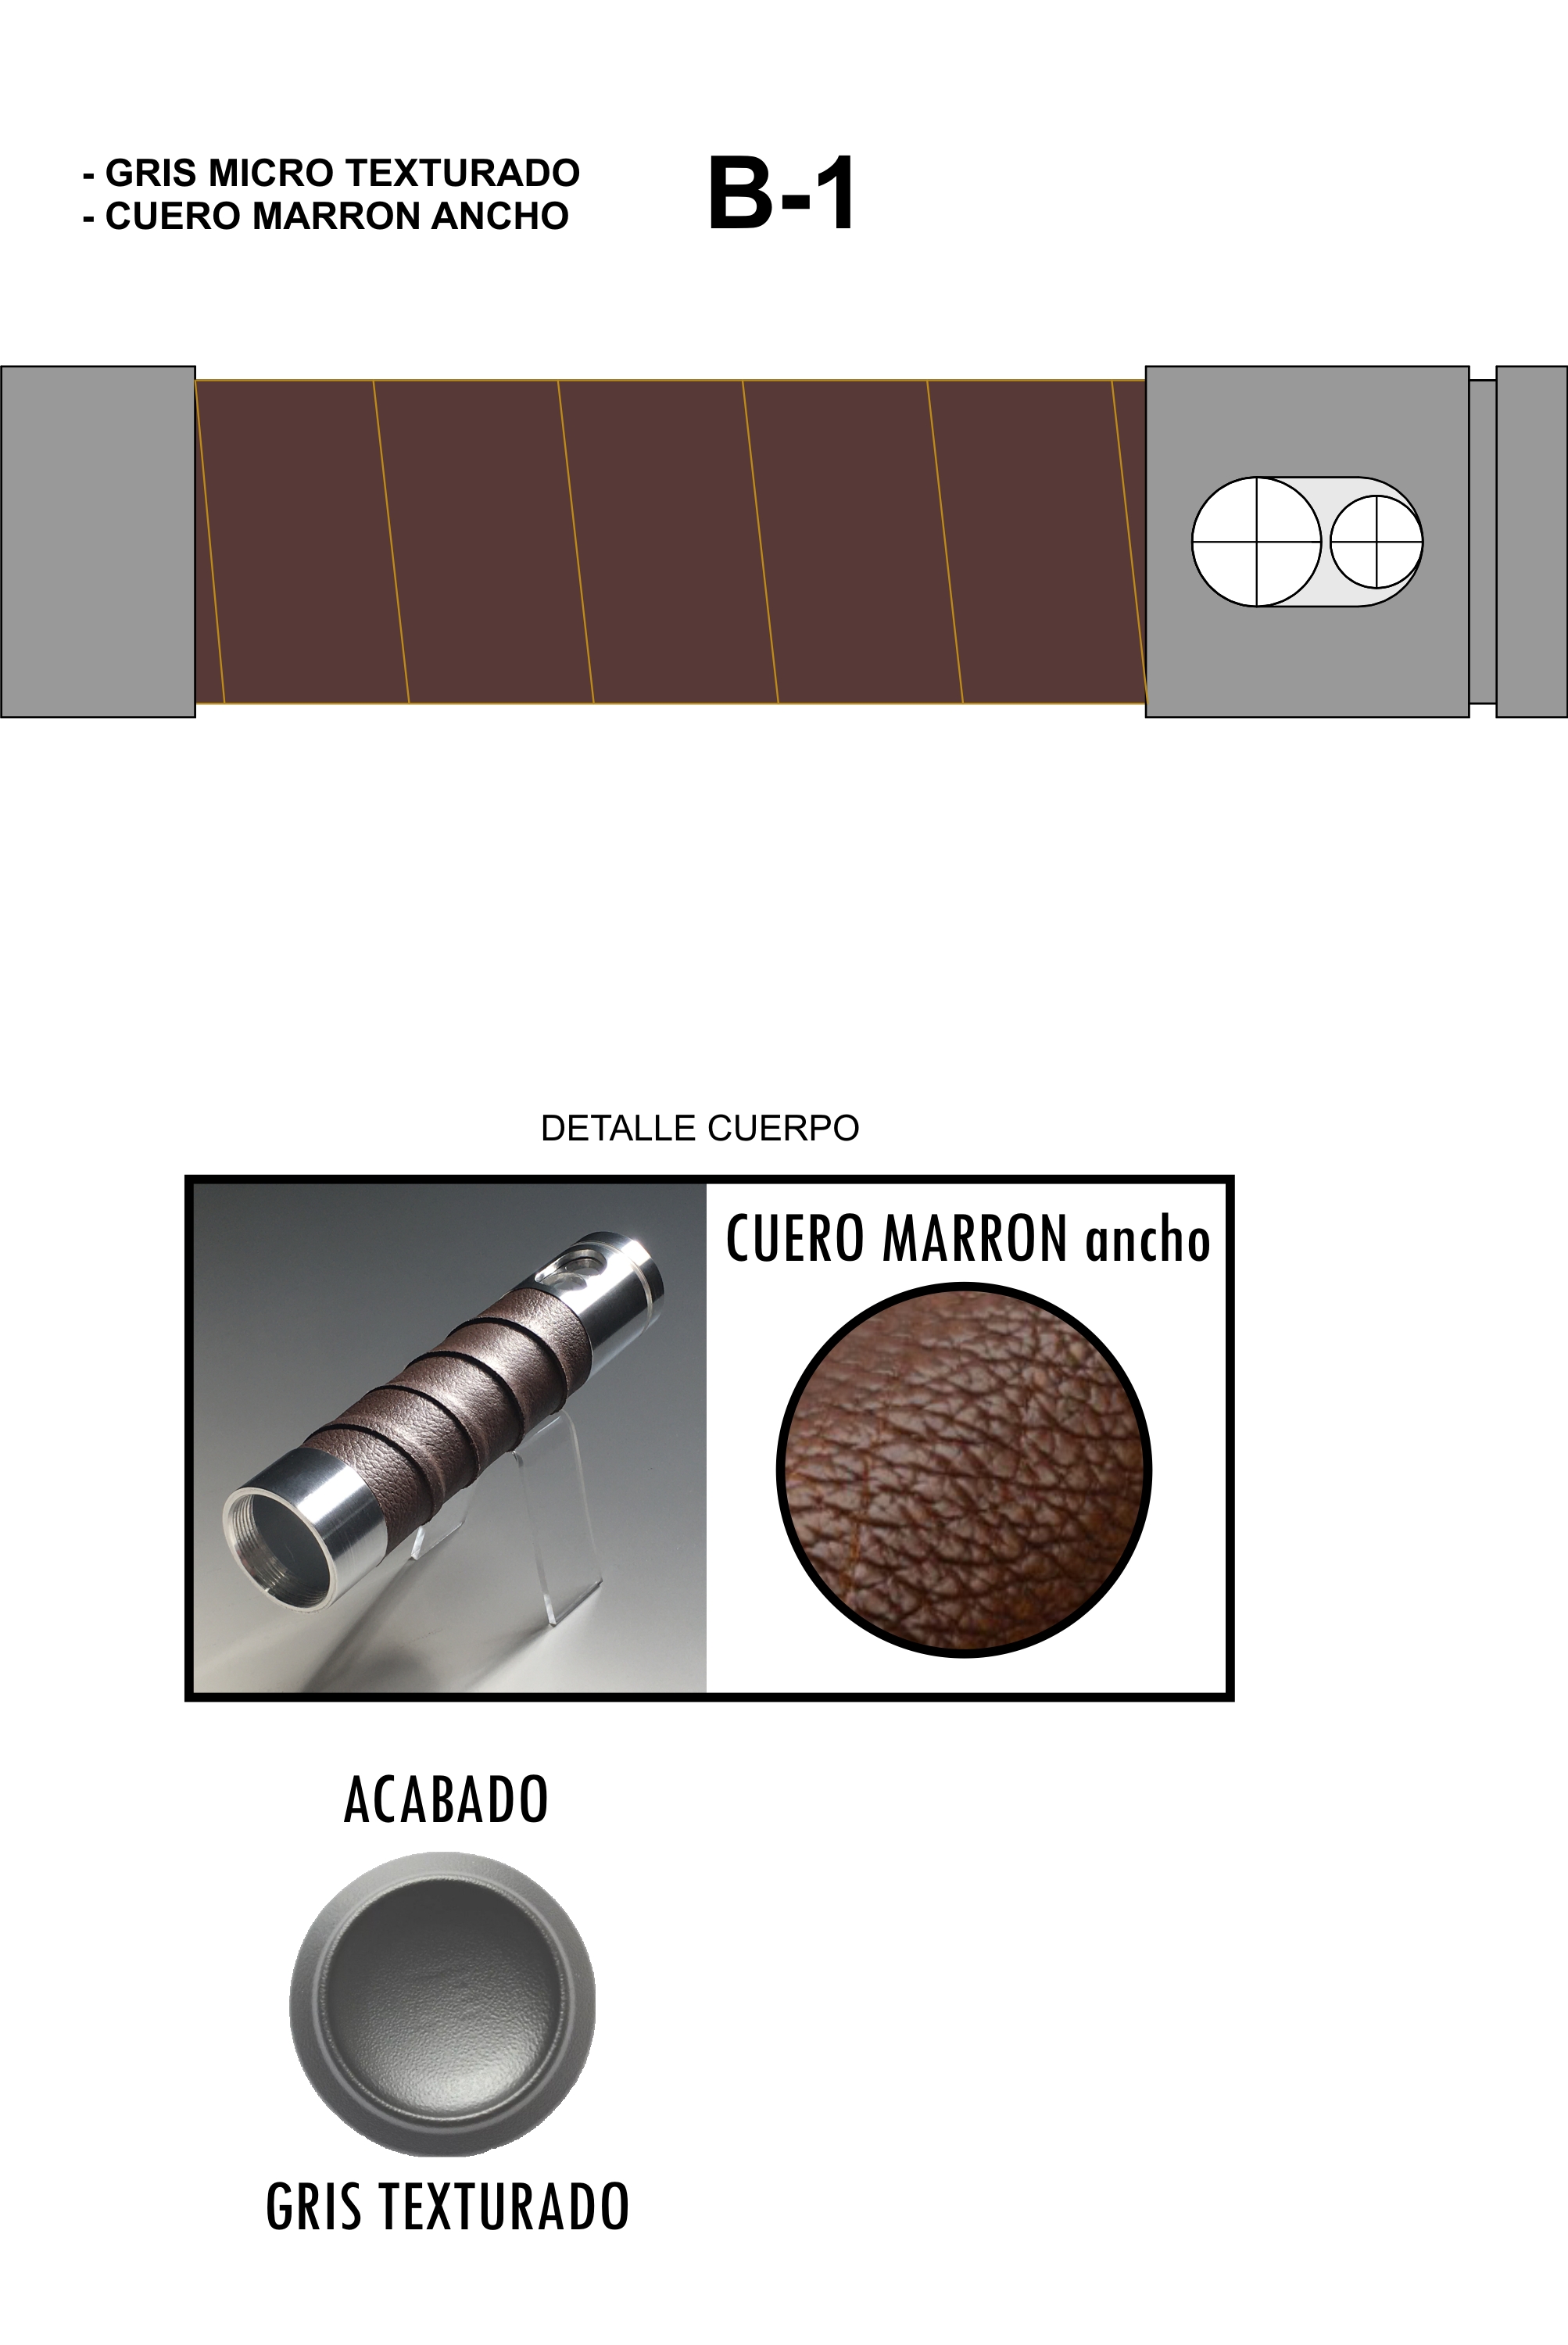 - GRIS MICRO TEXTURADO
- CUERO MARRON ANCHO
B-1
DETALLE CUERPO
CUERO MARRON ancho
ACABADO
GRIS TEXTURADO